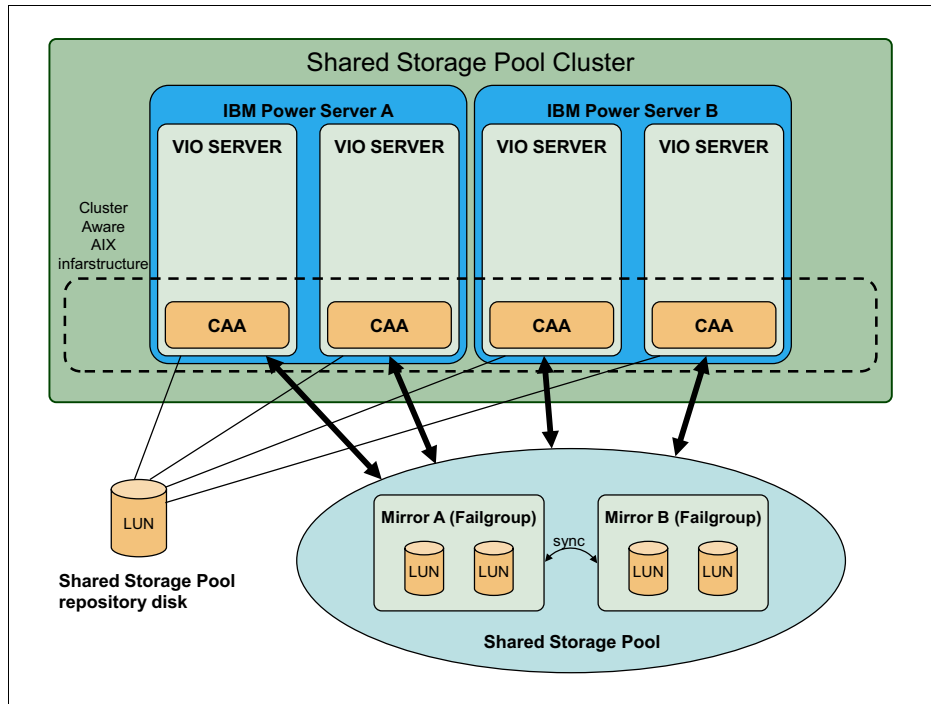 Shared Storage Pool Cluster
IBM Power Server A
IBM Power Server B
VIO SERVER
VIO SERVER
VIO SERVER
VIO SERVER
Cluster
Aware
AIX
infarstructure
CAA
CAA
CAA
CAA
LUN
Shared Storage Pool
repository disk
Mirror A (Failgroup)
LUN
LUN
sync
Mirror B (Failgroup)
LUN
LUN
Shared Storage Pool